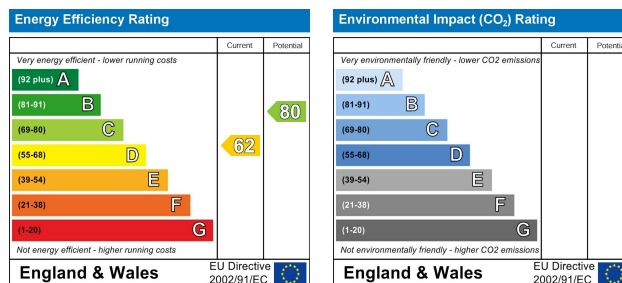 Energy Efficiency Rating
Current Potential
Very energy efficient - lower running costs
(92 plus) A
(81-91) B
(69-80) C
(55-68) D
(39-54) E
(21-38) F
(1-20) G
62
80
Not energy efficient - higher running costs
England & Wales
EU Directive
2002/91/EC
Environmental Impact (CO₂) Rating
Current Potential
Very environmentally friendly - lower CO2 emissions
(92 plus) A
(81-91) B
(69-80) C
(55-68) D
(39-54) E
(21-38) F
(1-20) G
Not environmentally friendly - higher CO2 emissions
England & Wales
EU Directive
2002/91/EC